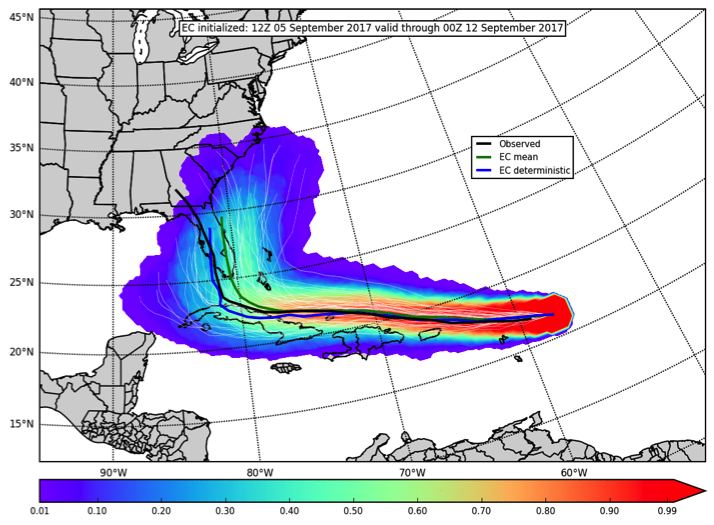 EC initialized: 12Z 05 September 2017 valid through 00Z 12 September 2017
45°N
40°N
35°N
30°N
25°N
20°N
15°N
Observed
EC mean
EC deterministic
90°W 80°W 70°W 60°W
0.01 0.10 0.20 0.30 0.40 0.50 0.60 0.70 0.80 0.90 0.99